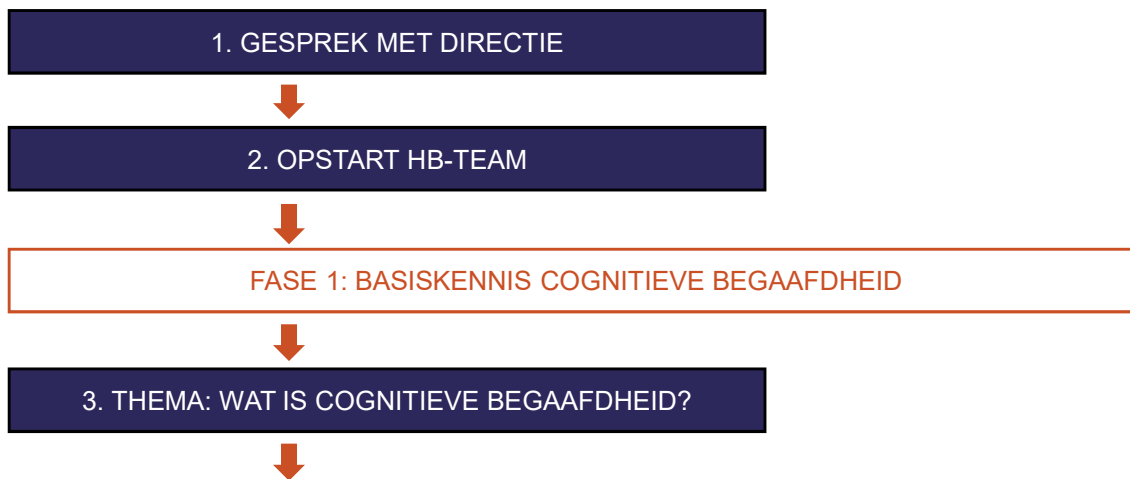 1. GESPREK MET DIRECTIE
2. OPSTART HB-TEAM
FASE 1: BASISKENNIS COGNITIEVE BEGAAFDHEID
3. THEMA: WAT IS COGNITIEVE BEGAAFDHEID?